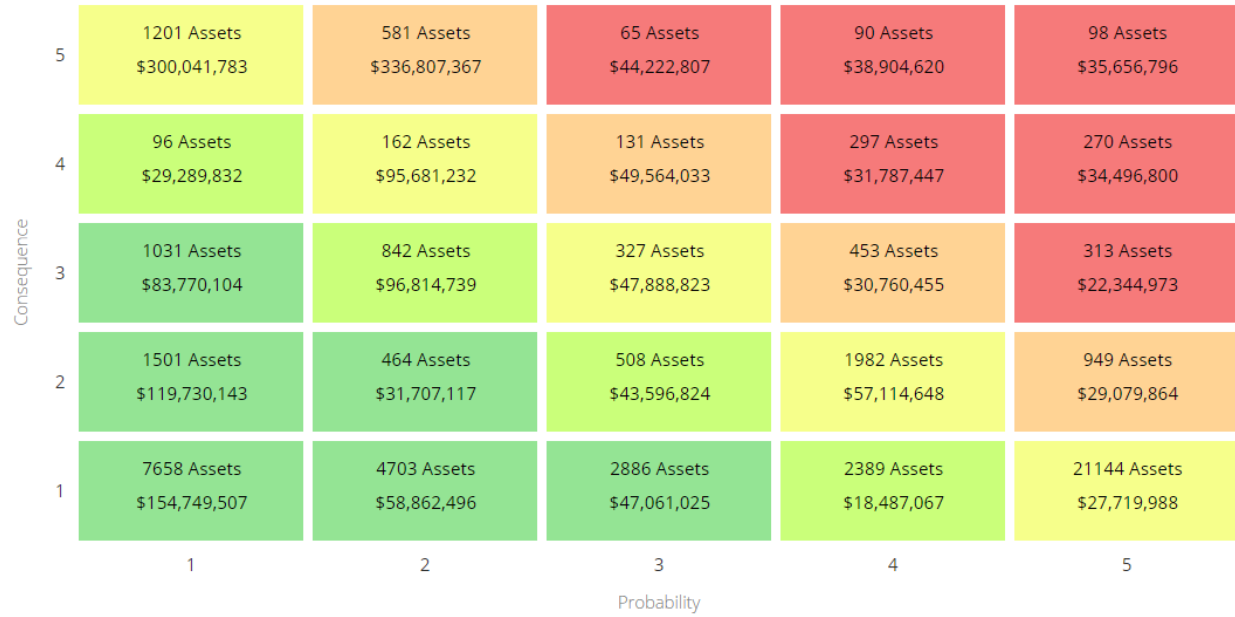 1201 Assets
$300,041,783
581 Assets
$336,807,367
65 Assets
$44,222,807
90 Assets
$38,904,620
98 Assets
$35,656,796
5
96 Assets
$29,289,832
162 Assets
$95,681,232
131 Assets
$49,564,033
297 Assets
$31,787,447
270 Assets
$34,496,800
4
Consequence
1031 Assets
$83,770,104
842 Assets
$96,814,739
327 Assets
$47,888,823
453 Assets
$30,760,455
313 Assets
$22,344,973
3
1501 Assets
$119,730,143
464 Assets
$31,707,117
508 Assets
$43,596,824
1982 Assets
$57,114,648
949 Assets
$29,079,864
2
7658 Assets
$154,749,507
4703 Assets
$58,862,496
2886 Assets
$47,061,025
2389 Assets
$18,487,067
21144 Assets
$27,719,988
1
1
2
3
4
5
Probability